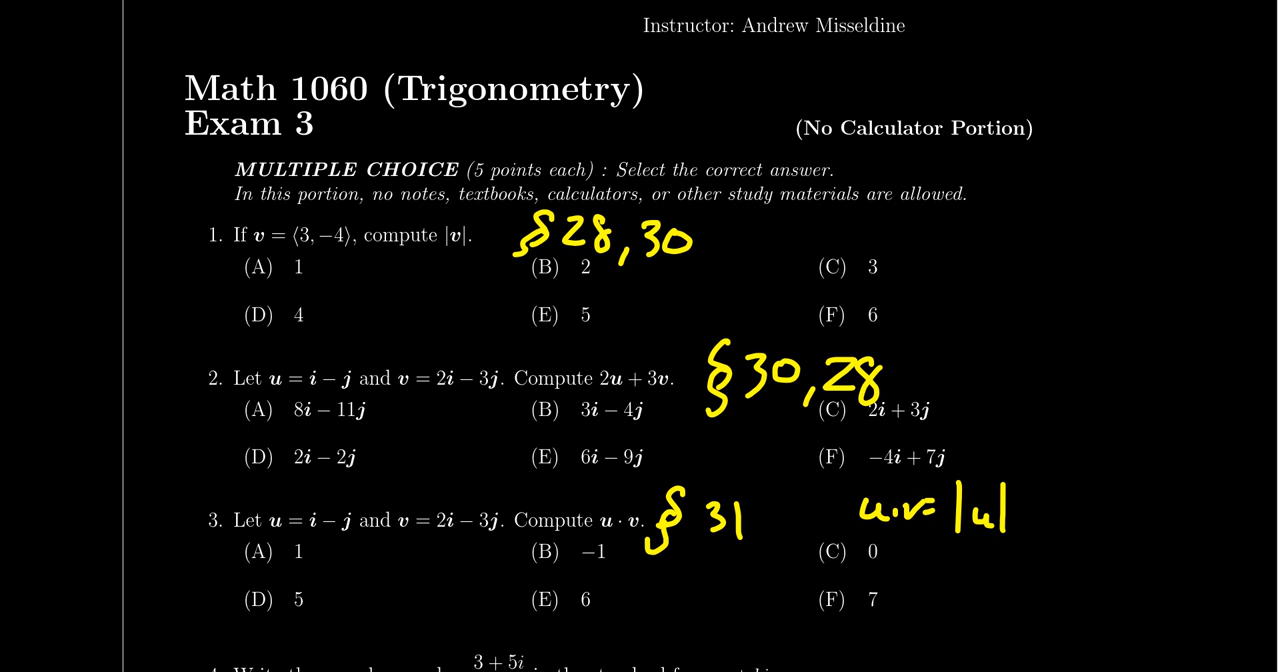 Instructor: Andrew Misseldine
Math 1060 (Trigonometry)
Exam 3
(No Calculator Portion)
MULTIPLE CHOICE (5 points each) : Select the correct answer.
In this portion, no notes, textbooks, calculators, or other study materials are allowed.
1. If v = ⟨3, −4⟩, compute |v|. § 28, 30
(A) 1 (B) 2 (C) 3
(D) 4 (E) 5 (F) 6
2. Let u = i − j and v = 2i − 3j. Compute 2u + 3v. § 30, 28
(A) 8i − 11j (B) 3i − 4j (C) 2i + 3j
(D) 2i − 2j (E) 6i − 9j (F) −4i + 7j
3. Let u = i − j and v = 2i − 3j. Compute u · v. § 31 u·v= |u|
(A) 1 (B) −1 (C) 0
(D) 5 (E) 6 (F) 7
3 + 5i